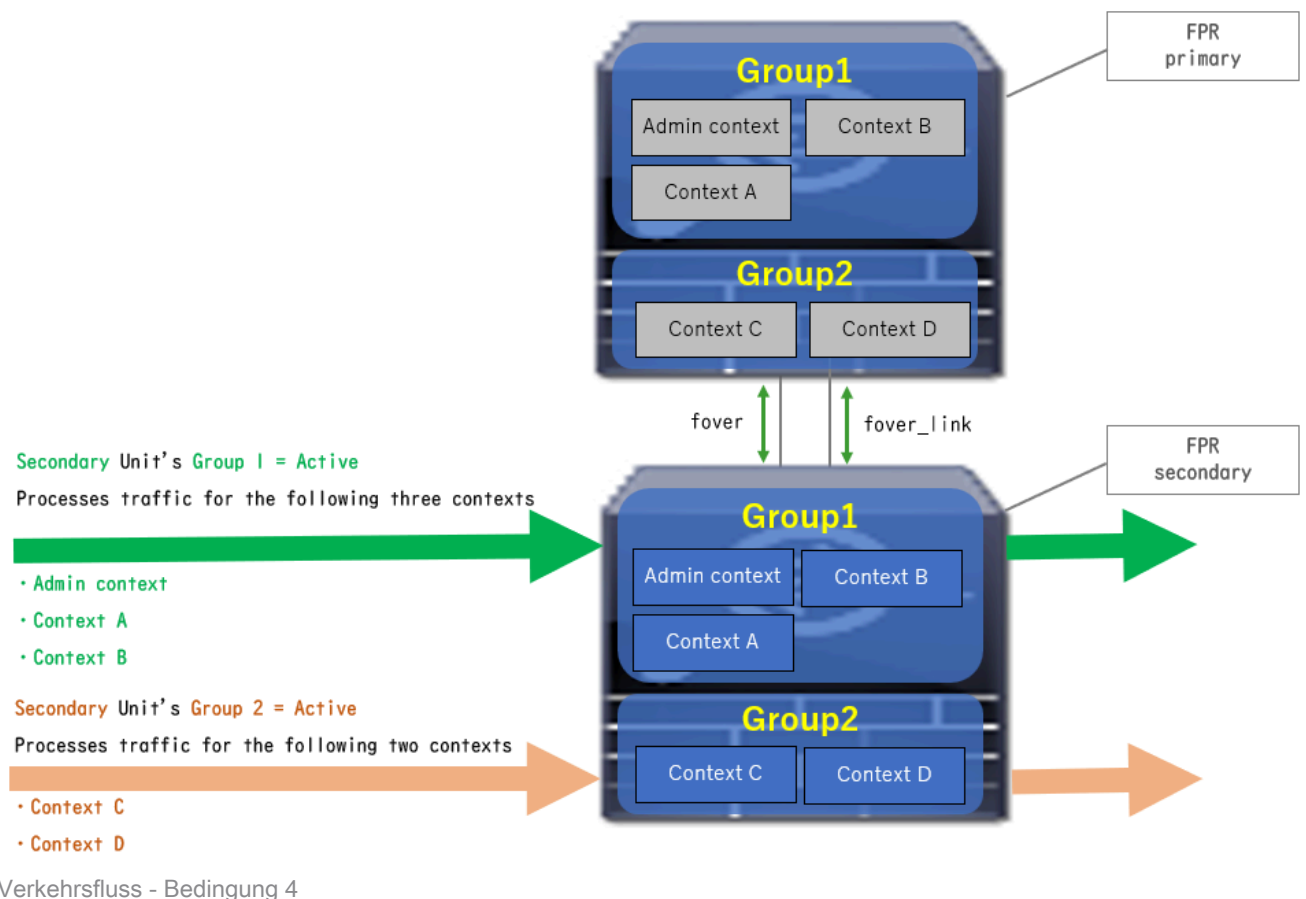 FPR
primary
Group1
Admin context
Context B
Context A
Group2
Context C
Context D
fover
fover_link
FPR
secondary
Secondary Unit's Group 1 = Active
Processes traffic for the following three contexts
・Admin context
・Context A
・Context B
Group1
Admin context
Context B
Context A
Secondary Unit's Group 2 = Active
Processes traffic for the following two contexts
・Context C
・Context D
Group2
Context C
Context D
Verkehrsfluss - Bedingung 4